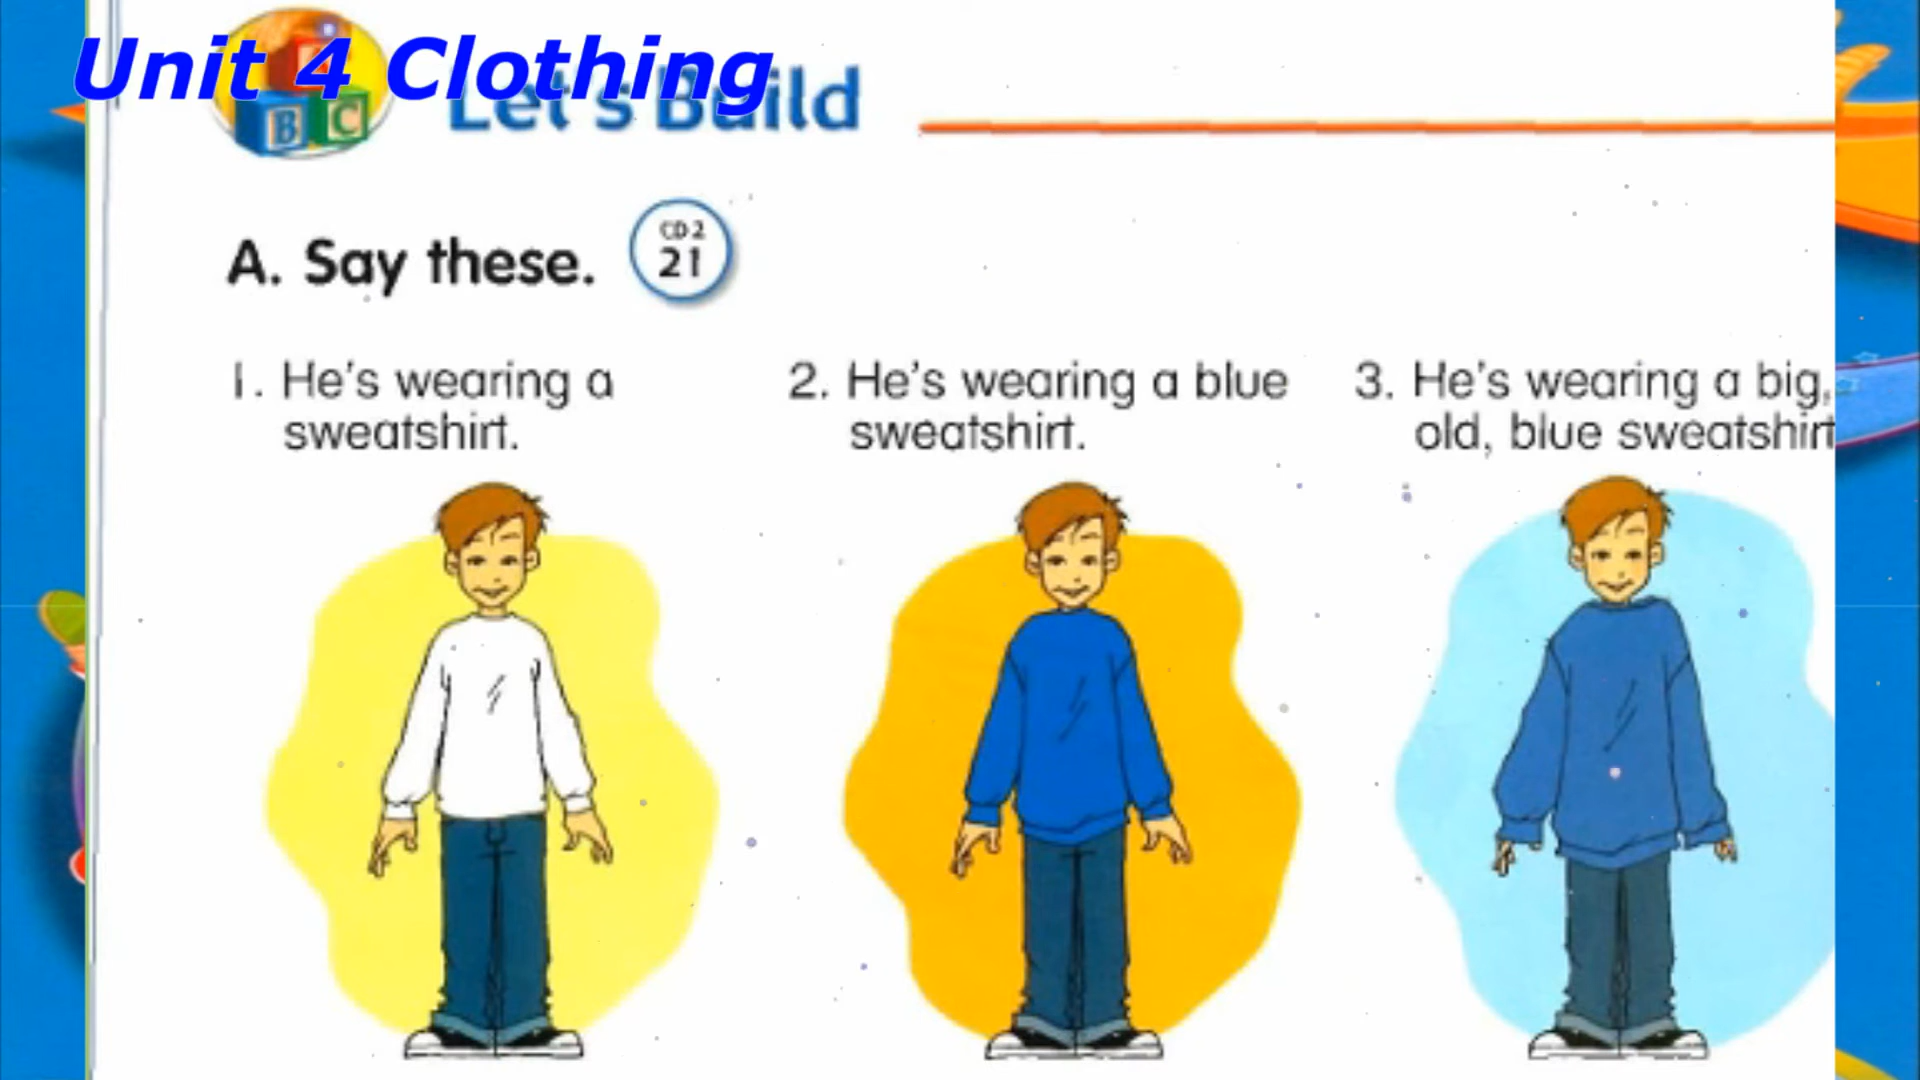 Unit 4 Clothing
Let's Build
B C
A. Say these.
CD 2
21
1. He's wearing a
sweatshirt.
2. He's wearing a blue
sweatshirt.
3. He's wearing a big,
old, blue sweatshirt